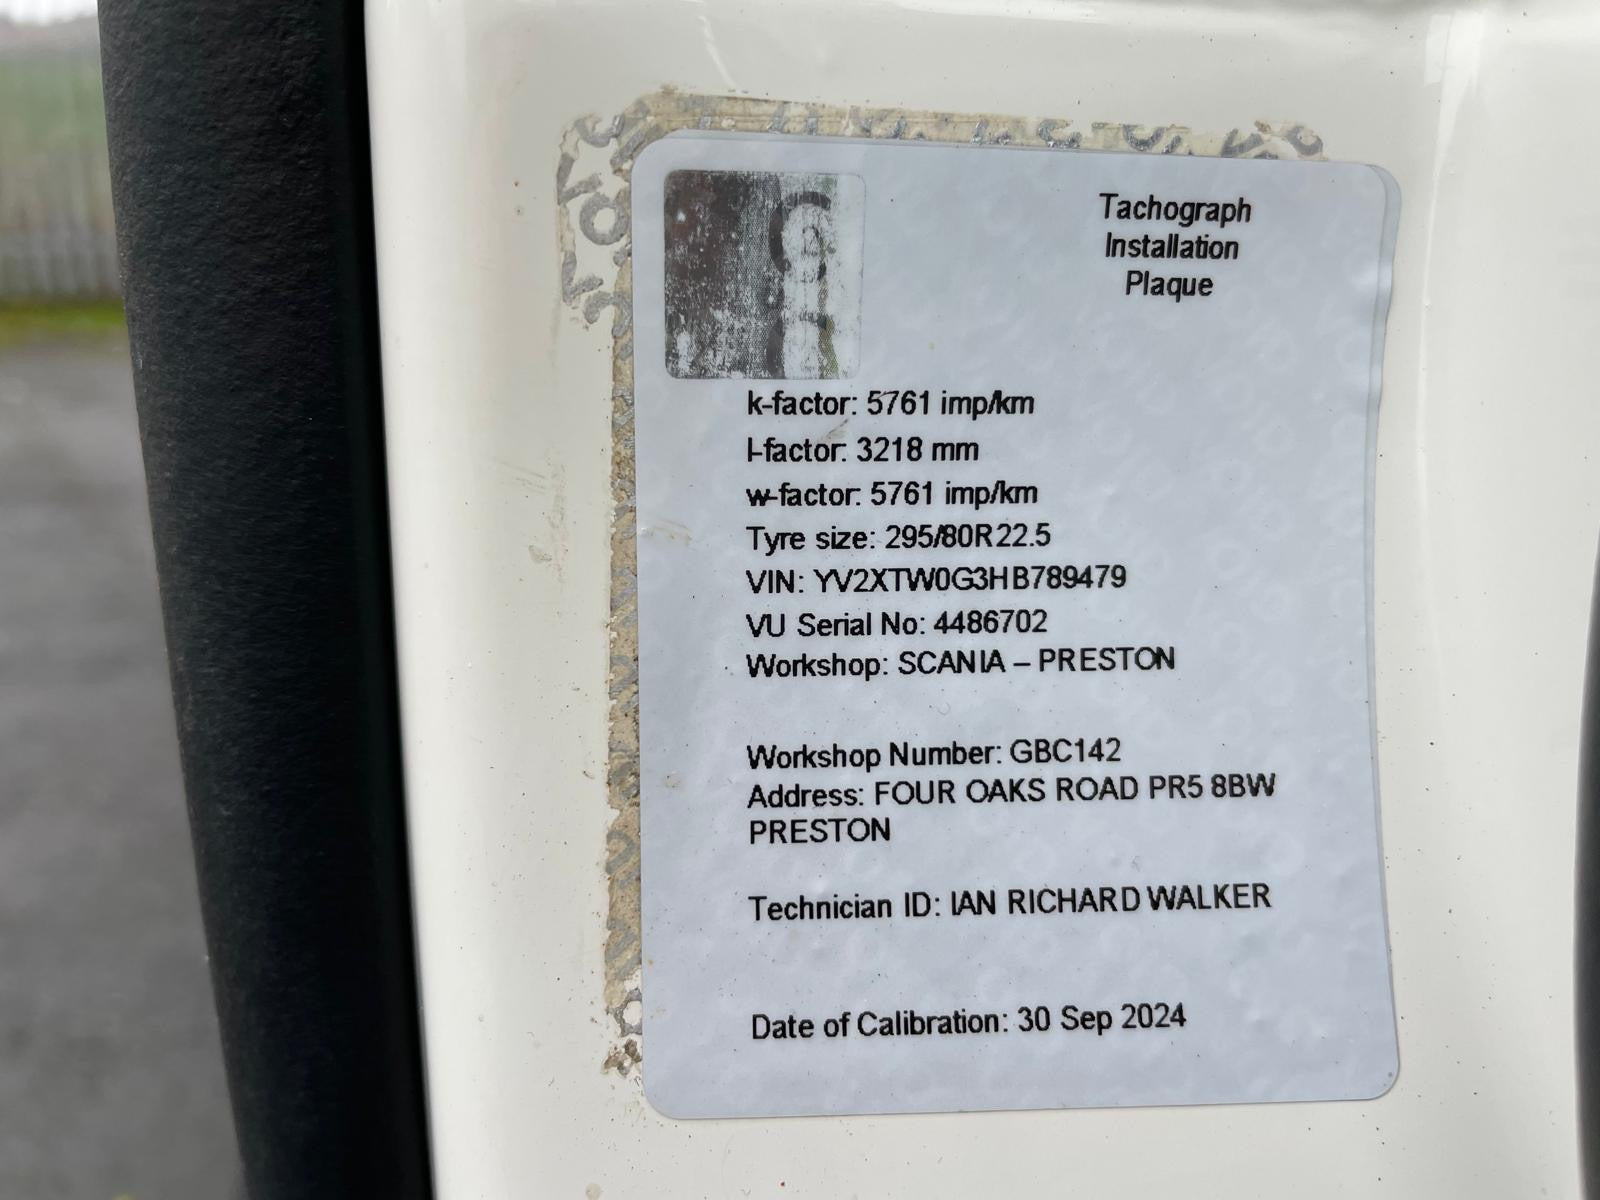 Tachograph
Installation
Plaque
k-factor: 5761 imp/km
l-factor: 3218 mm
w-factor: 5761 imp/km
Tyre size: 295/80R22.5
VIN: YV2XTW0G3HB789479
VU Serial No: 4486702
Workshop: SCANIA – PRESTON
Workshop Number: GBC142
Address: FOUR OAKS ROAD PR5 8BW
PRESTON
Technician ID: IAN RICHARD WALKER
Date of Calibration: 30 Sep 2024